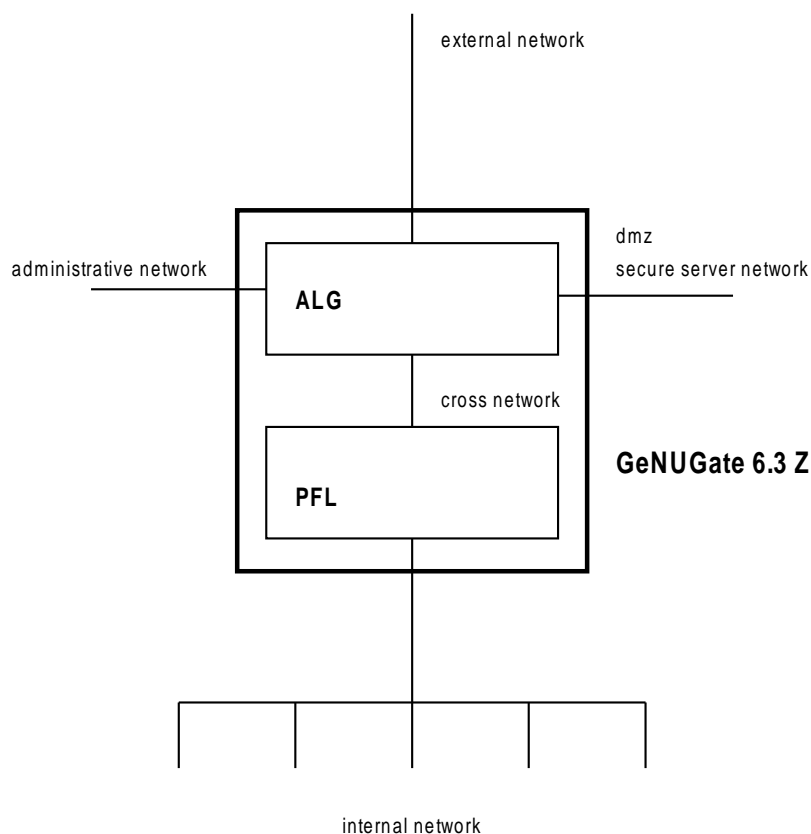 external network
dmz
administrative network
secure server network
ALG
cross network
GeNUGate 6.3 Z
PFL
internal network